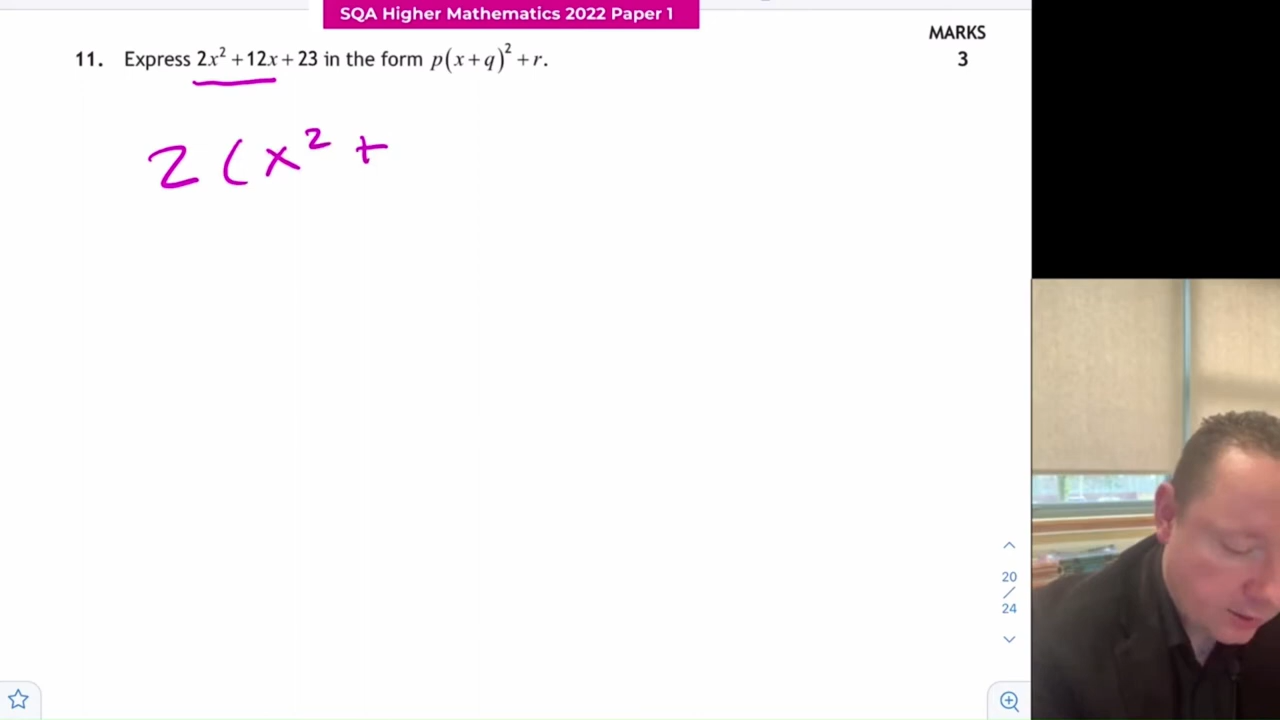 SQA Higher Mathematics 2022 Paper 1
MARKS
11. Express 2x² + 12x + 23 in the form p(x + q)² + r. 3
2 (x² +
20
/
24